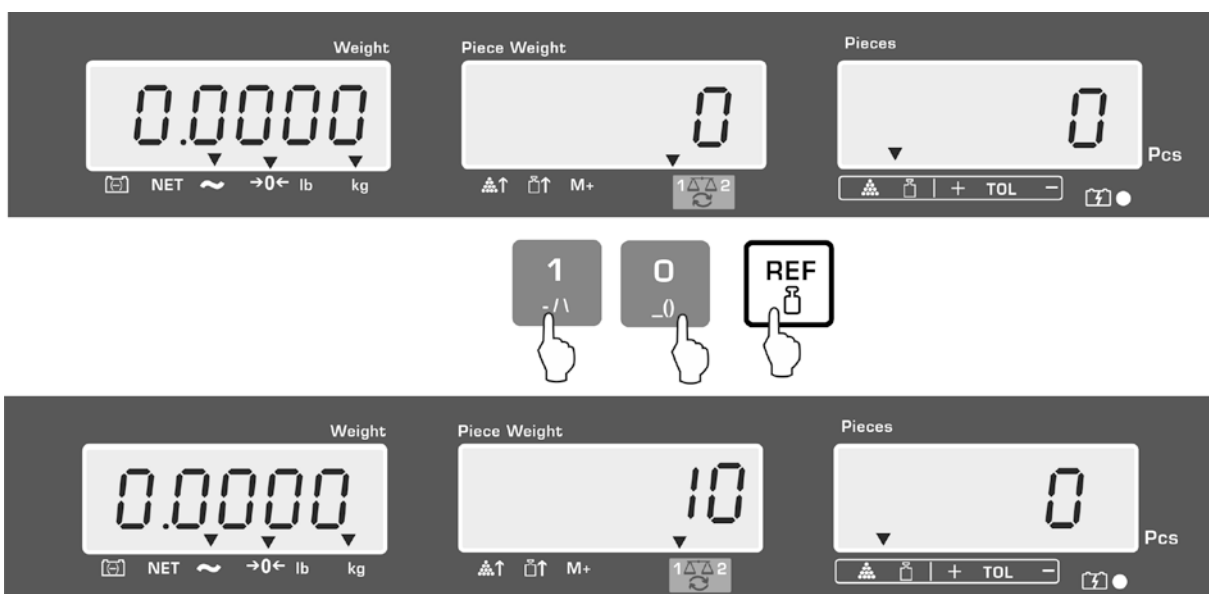 Weight Piece Weight Pieces
0.0000 0 0
Pcs
NET ~ →0← lb kg ↑ ↑ M+ 1 2 | + TOL −
1 0 REF
-/\ _()
Weight Piece Weight Pieces
0.0000 10 0
Pcs
NET ~ →0← lb kg ↑ ↑ M+ 1 2 | + TOL −